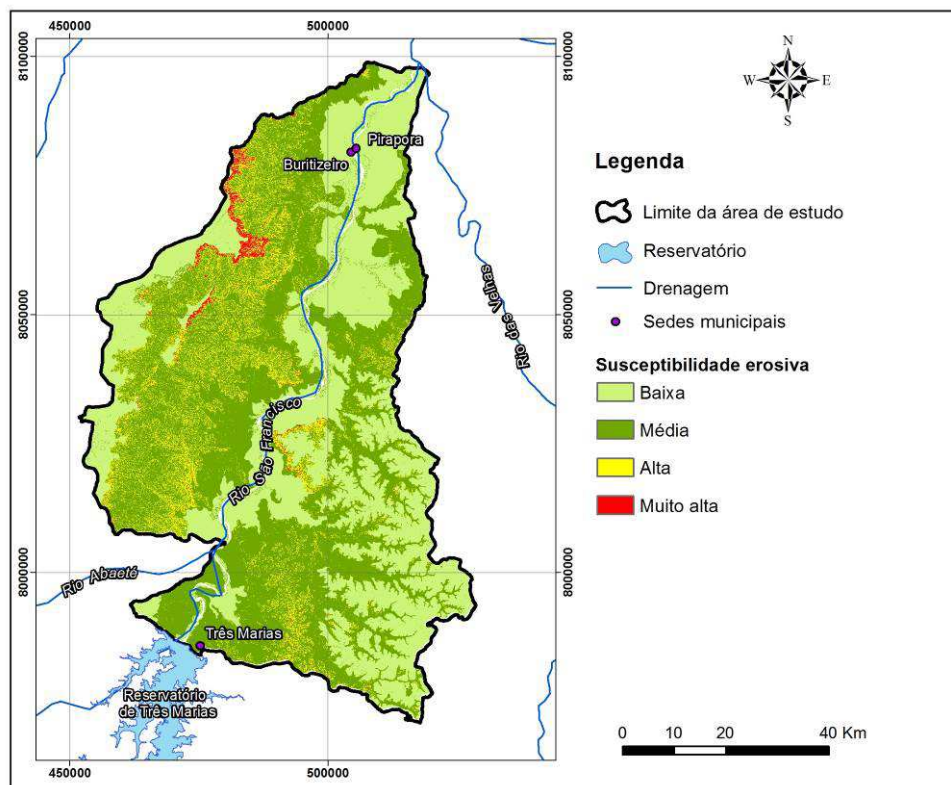 450000
500000
8100000
8100000
N
W
E
S
Pirapora
Buritizeiro
Legenda
Limite da área de estudo
Reservatório
Drenagem
Sedes municipais
Rio das Velhas
8050000
8050000
Susceptibilidade erosiva
Baixa
Média
Alta
Muito alta
Rio São Francisco
8000000
8000000
Rio Abaeté
Três Marias
Reservatório
de Três Marias
0
10
20
40 Km
450000
500000